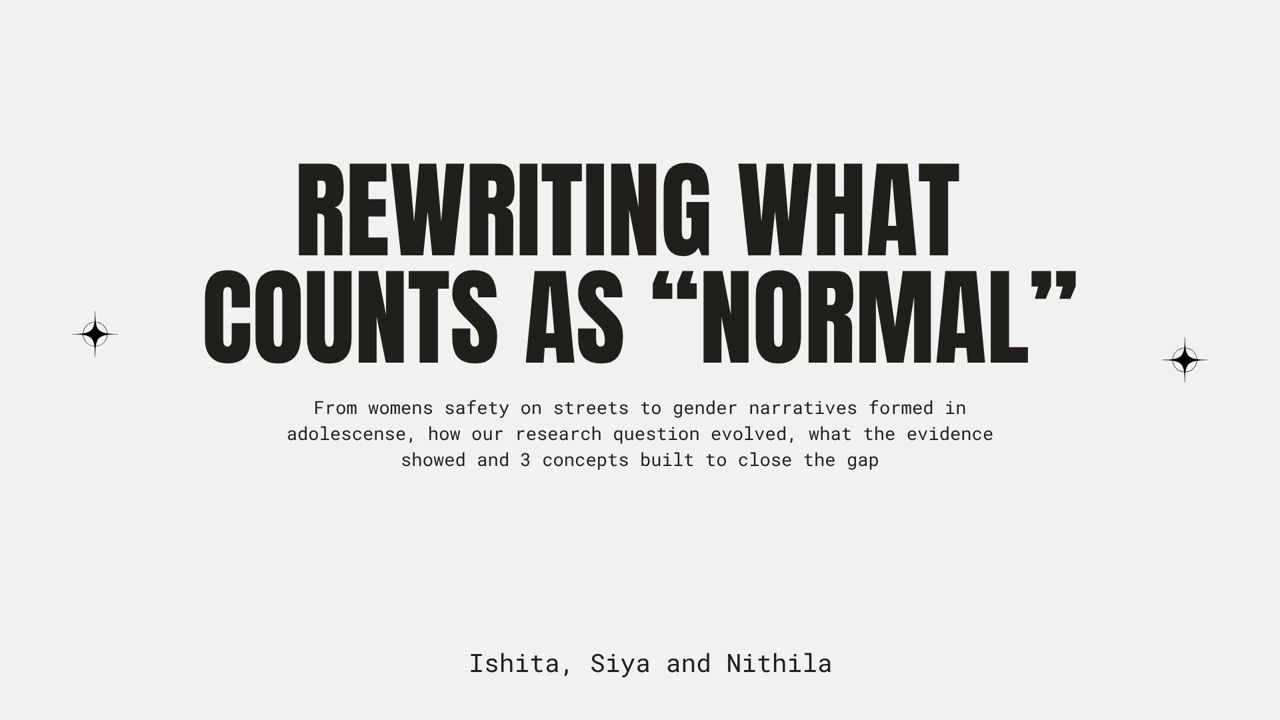 REWRITING WHAT
COUNTS AS “NORMAL”
From womens safety on streets to gender narratives formed in
adolescense, how our research question evolved, what the evidence
showed and 3 concepts built to close the gap
Ishita, Siya and Nithila